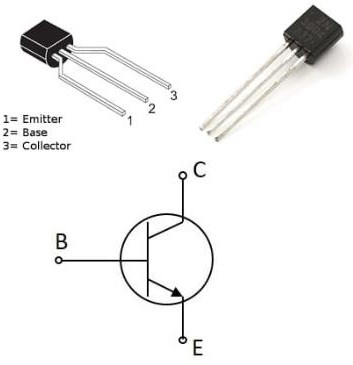 3
2
1
1= Emitter
2= Base
3= Collector
C
B
E